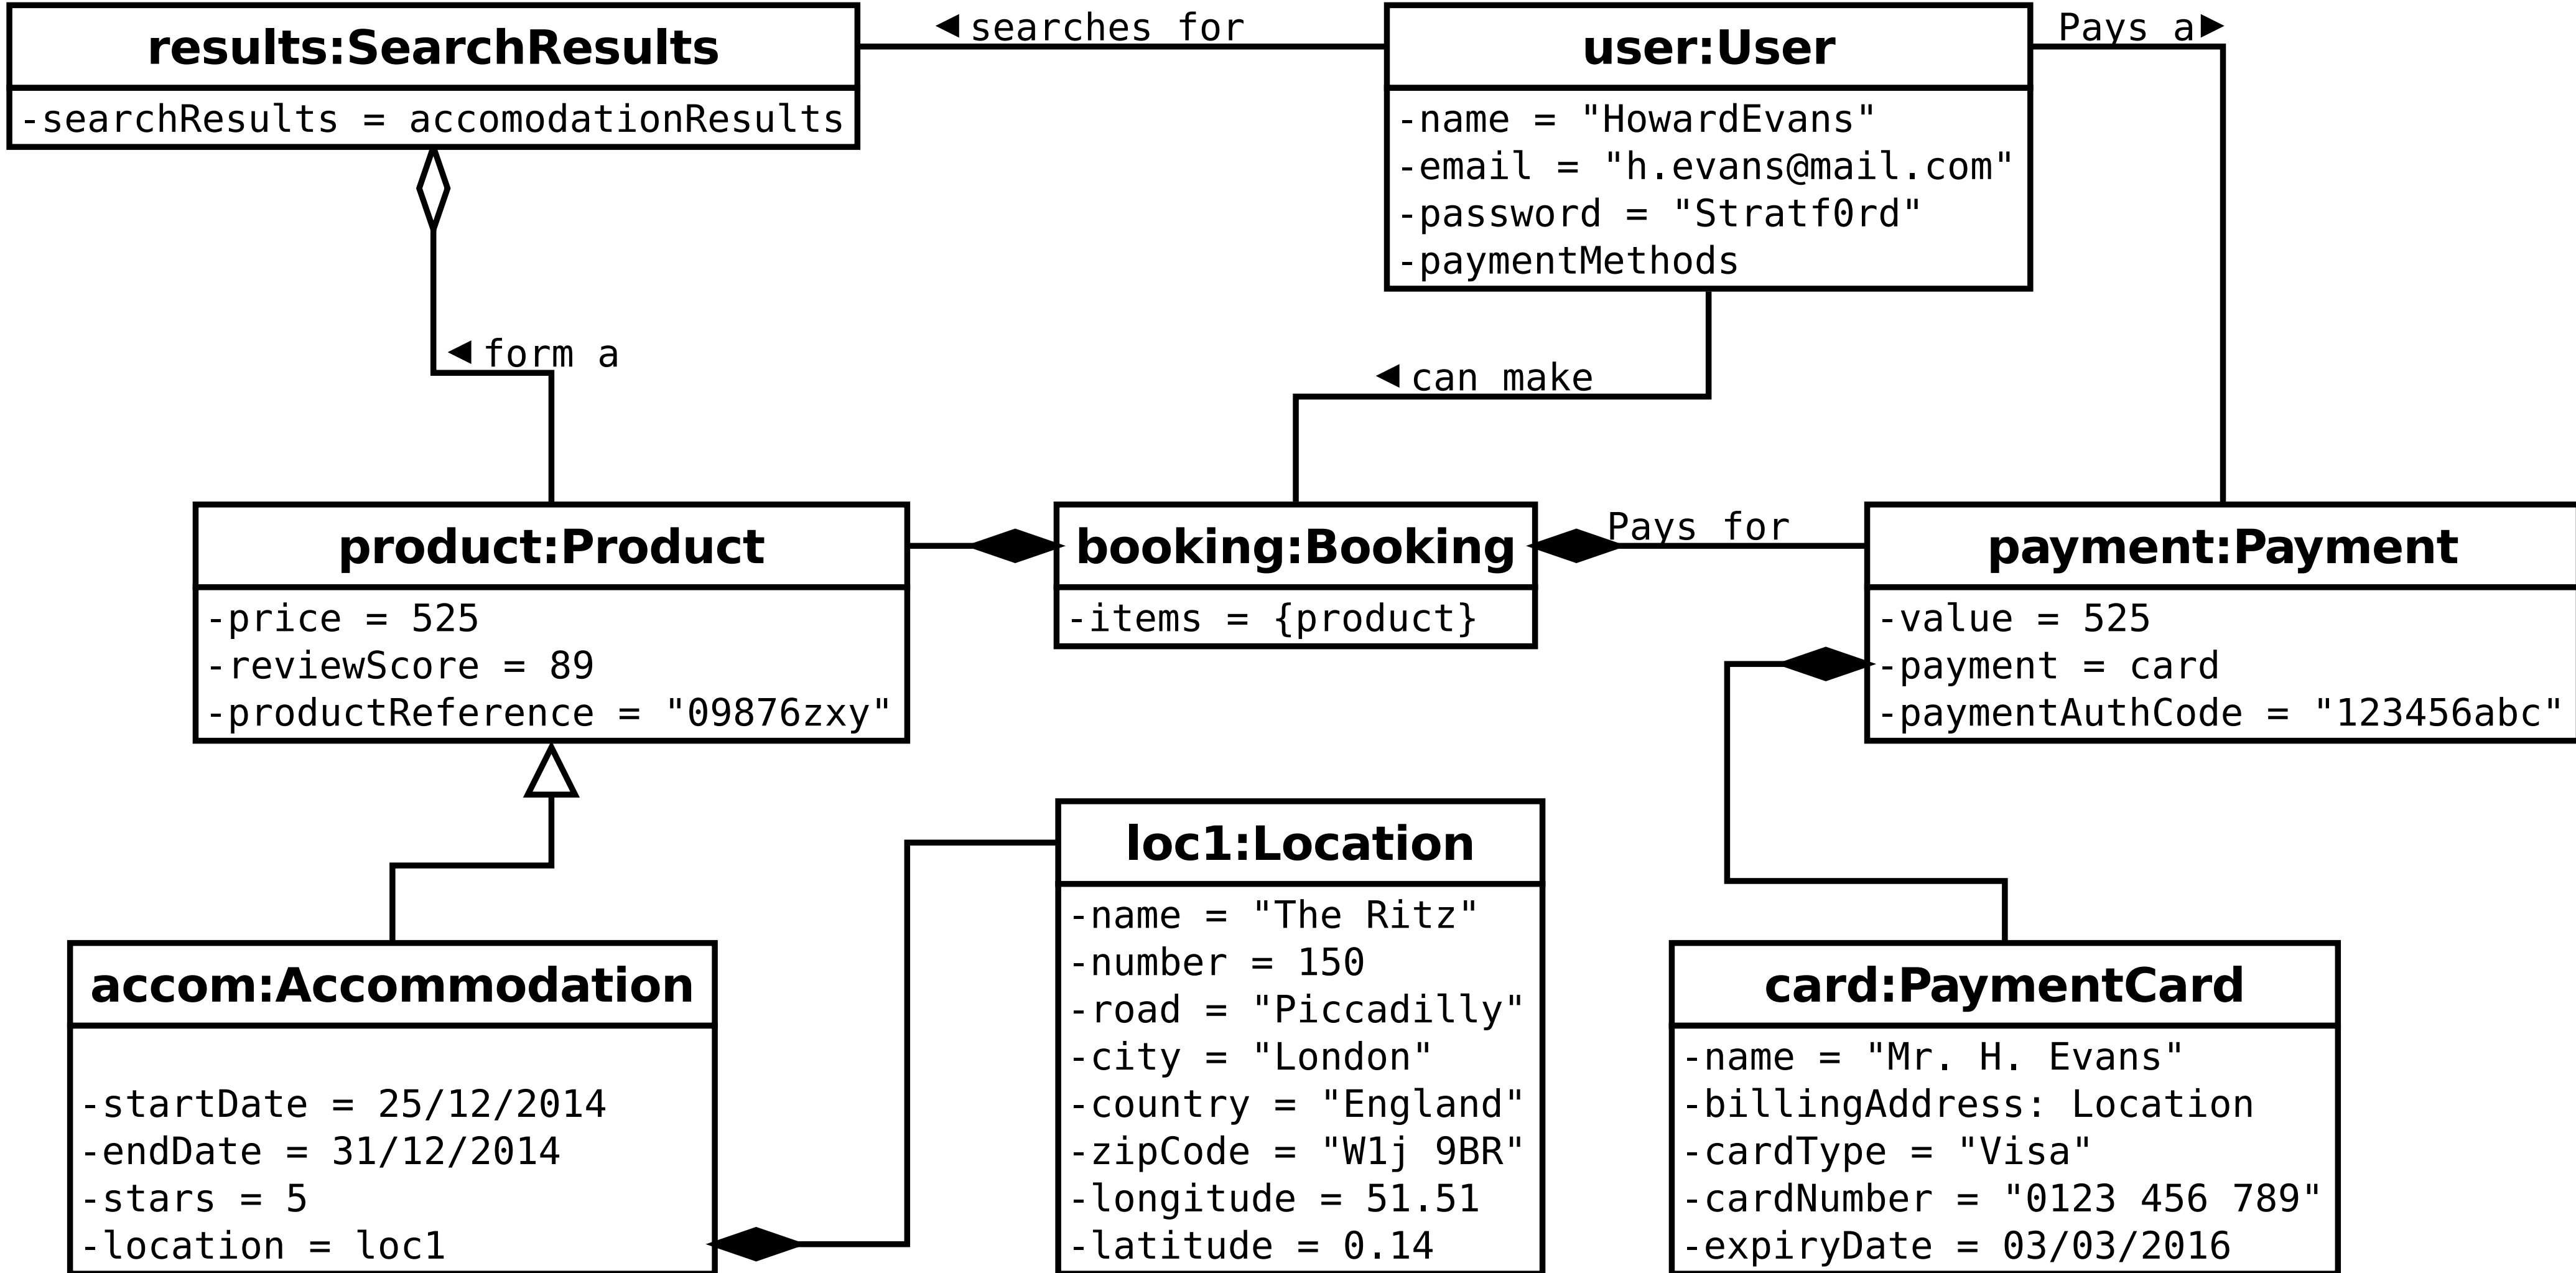 results:SearchResults
-searchResults = accomodationResults
◄ searches for
user:User
-name = "HowardEvans"
-email = "h.evans@mail.com"
-password = "Stratf0rd"
-paymentMethods
Pays a►
◄ form a
◄ can make
product:Product
-price = 525
-reviewScore = 89
-productReference = "09876zxy"
booking:Booking
-items = {product}
Pays for
payment:Payment
-value = 525
-payment = card
-paymentAuthCode = "123456abc"
accom:Accommodation
-startDate = 25/12/2014
-endDate = 31/12/2014
-stars = 5
-location = loc1
loc1:Location
-name = "The Ritz"
-number = 150
-road = "Piccadilly"
-city = "London"
-country = "England"
-zipCode = "W1j 9BR"
-longitude = 51.51
-latitude = 0.14
card:PaymentCard
-name = "Mr. H. Evans"
-billingAddress: Location
-cardType = "Visa"
-cardNumber = "0123 456 789"
-expiryDate = 03/03/2016